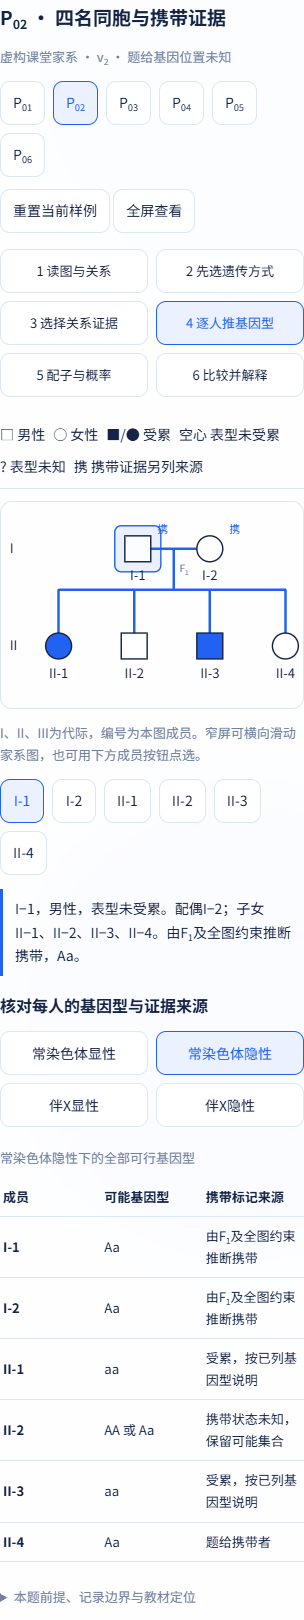 P₀₂ · 四名同胞与携带证据
虚构课堂家系 · v₂ · 题给基因位置未知
P₀₁ P₀₂ P₀₃ P₀₄ P₀₅
P₀₆
重置当前样例 全屏查看
1 读图与关系 2 先选遗传方式
3 选择关系证据 4 逐人推基因型
5 配子与概率 6 比较并解释
□ 男性 ○ 女性 ■/● 受累 空心 表型未受累
? 表型未知 携 携带证据另列来源
携 携
I
F₁
I-1 I-2
II
II-1 II-2 II-3 II-4
I、II、III为代际，编号为本图成员。窄屏可横向滑动
家系图，也可用下方成员按钮点选。
I-1 I-2 II-1 II-2 II-3
II-4
I−1，男性，表型未受累。配偶I−2；子女
II−1、II−2、II−3、II−4。由F₁及全图约束推断
携带，Aa。
核对每人的基因型与证据来源
常染色体显性 常染色体隐性
伴X显性 伴X隐性
常染色体隐性下的全部可行基因型
成员 可能基因型 携带标记来源
I-1 Aa 由F₁及全图约束
推断携带
I-2 Aa 由F₁及全图约束
推断携带
II-1 aa 受累，按已列基
因型说明
II-2 AA 或 Aa 携带状态未知，
保留可能集合
II-3 aa 受累，按已列基
因型说明
II-4 Aa 题给携带者
▶ 本题前提、记录边界与教材定位